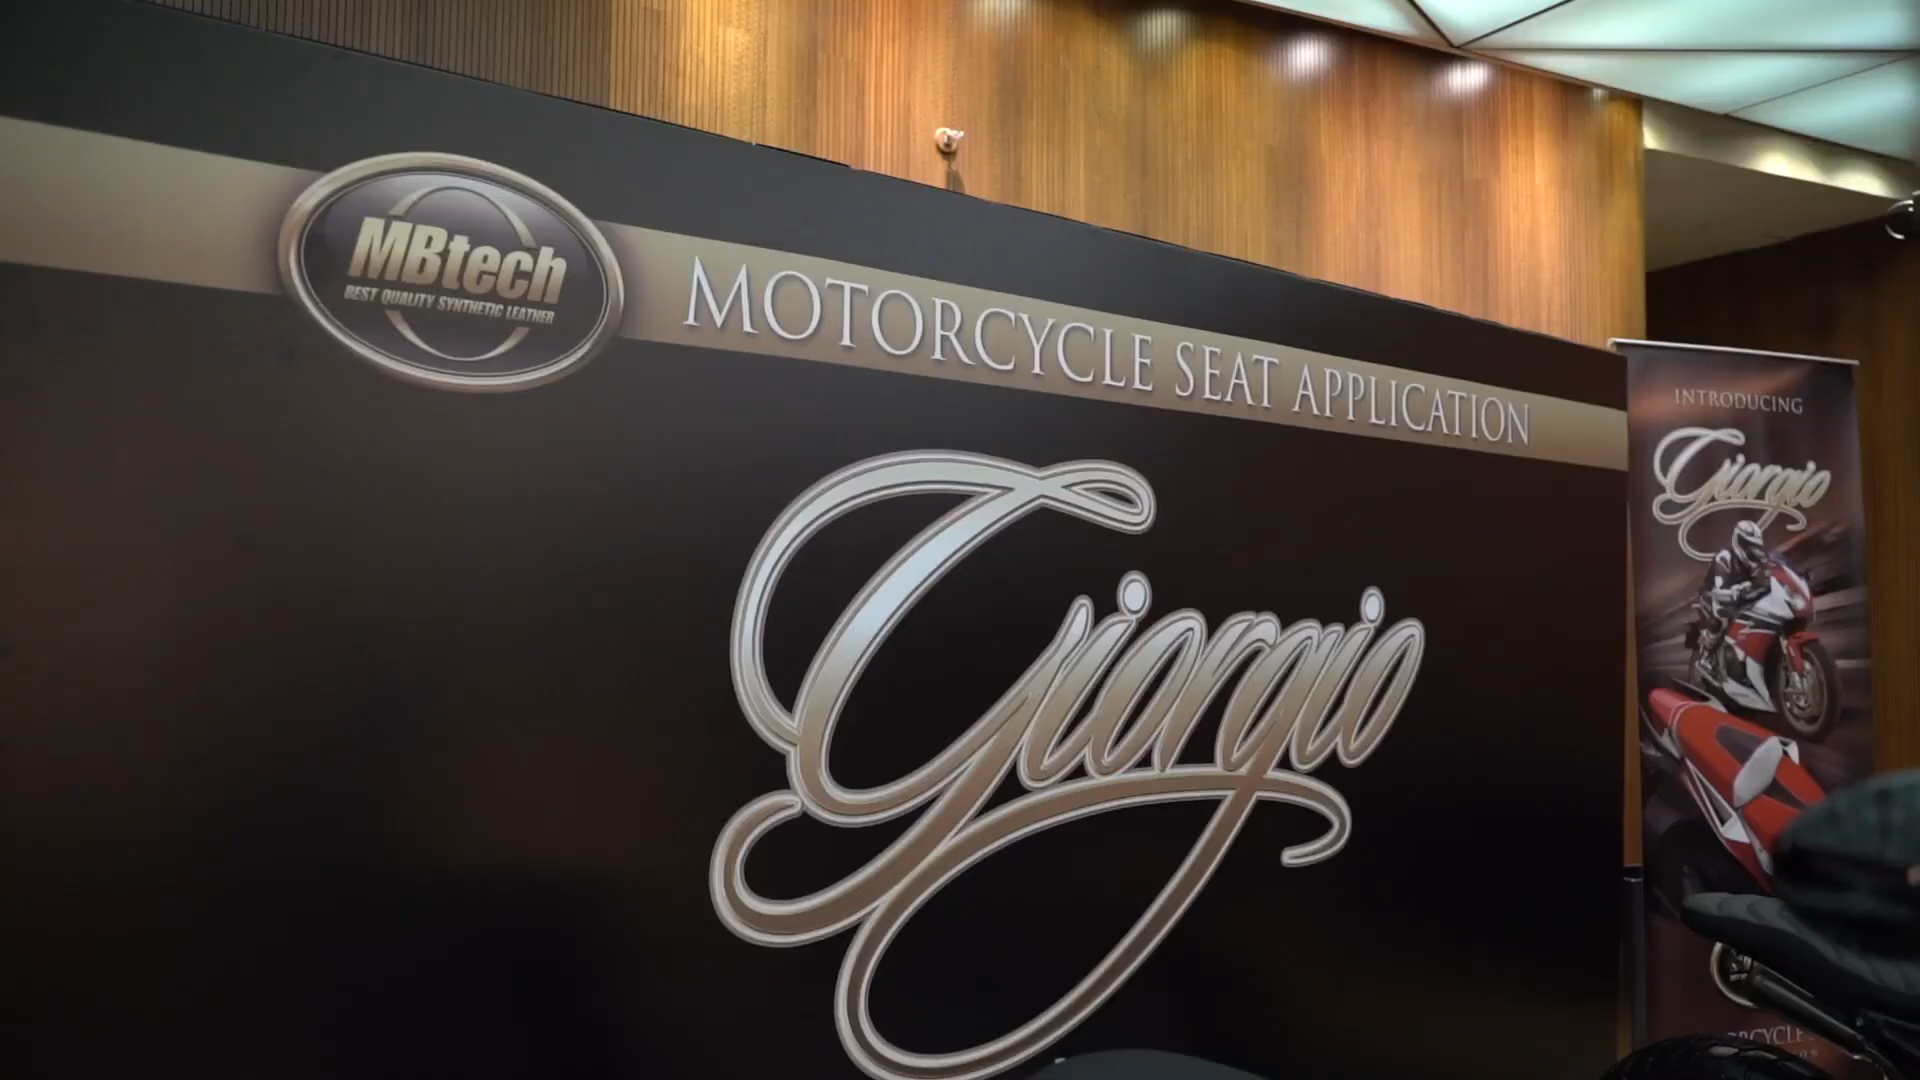 MBtech
BEST QUALITY SYNTHETIC LEATHER
MOTORCYCLE SEAT APPLICATION
Giorgio
INTRODUCING
Giorgio